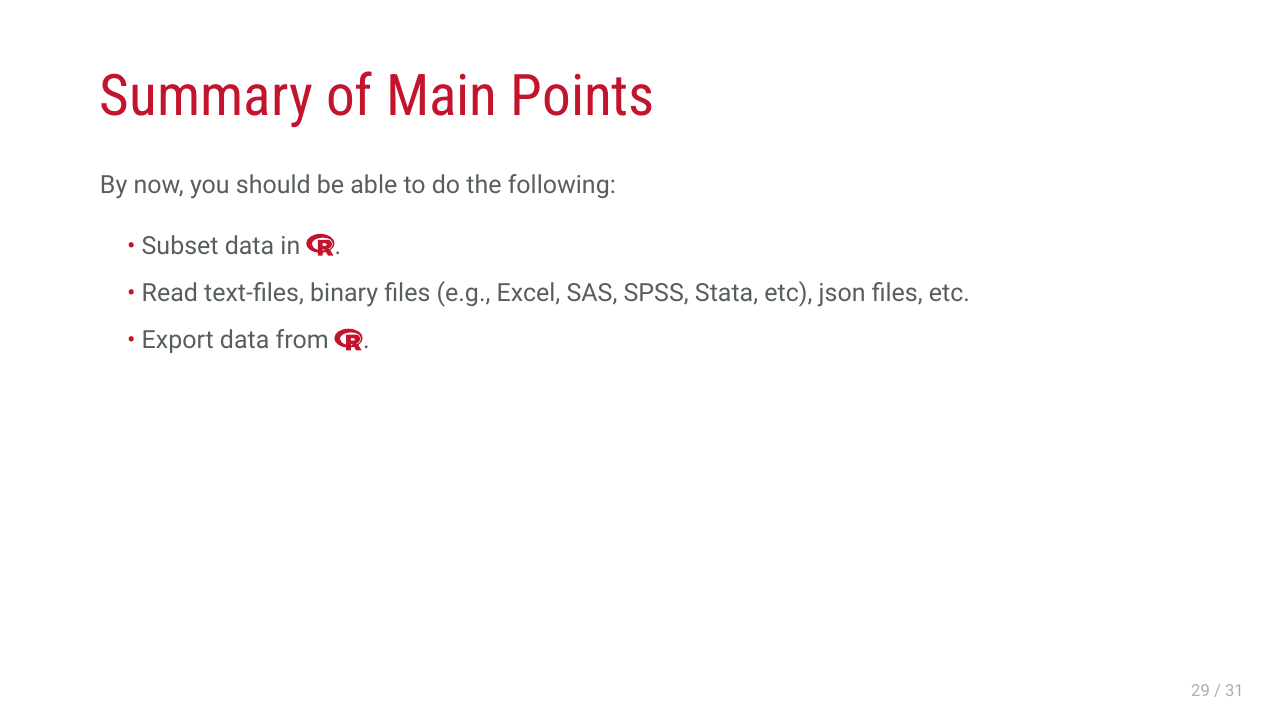 Summary of Main Points
By now, you should be able to do the following:
• Subset data in R.
• Read text-files, binary files (e.g., Excel, SAS, SPSS, Stata, etc), json files, etc.
• Export data from R.
29 / 31